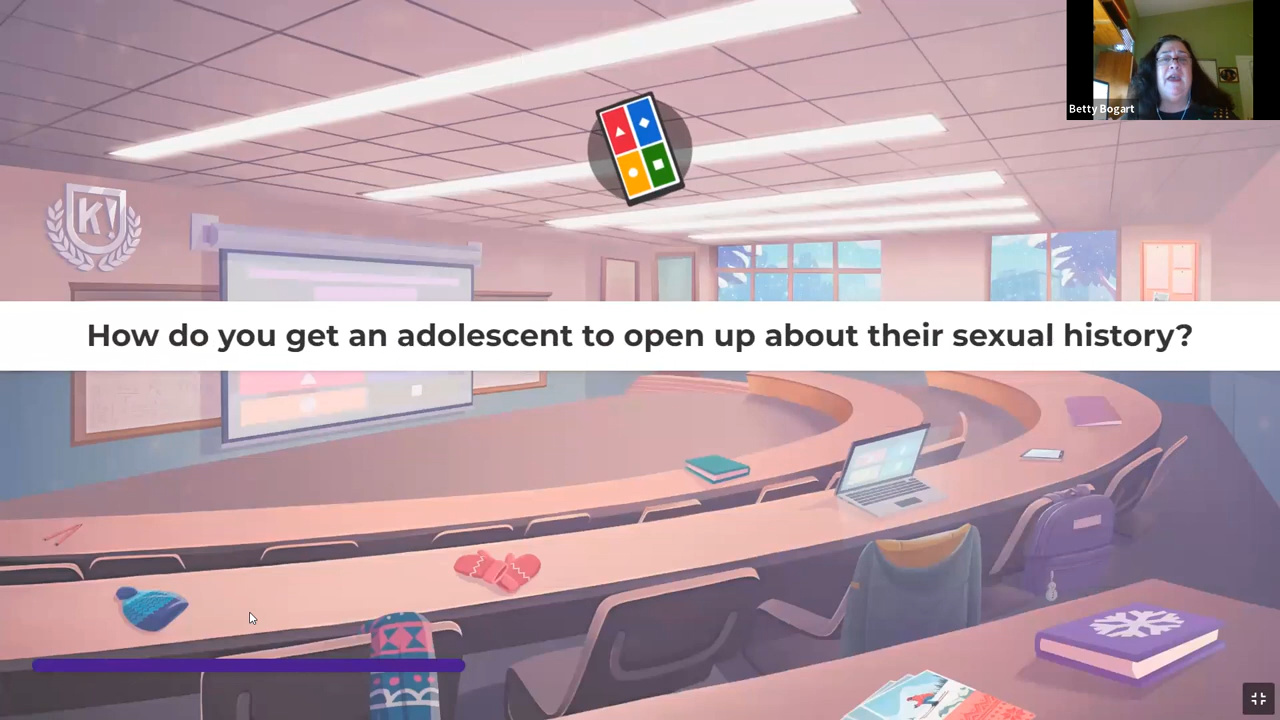 Betty Bogart
K!
How do you get an adolescent to open up about their sexual history?